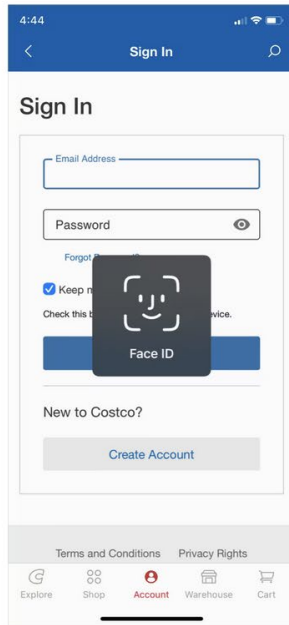 4:44
Sign In
Sign In
Email Address
Password
Forgot
Keep
Check this
Face ID
New to Costco?
Create Account
Terms and Conditions Privacy Rights
Explore Shop Account Warehouse Cart